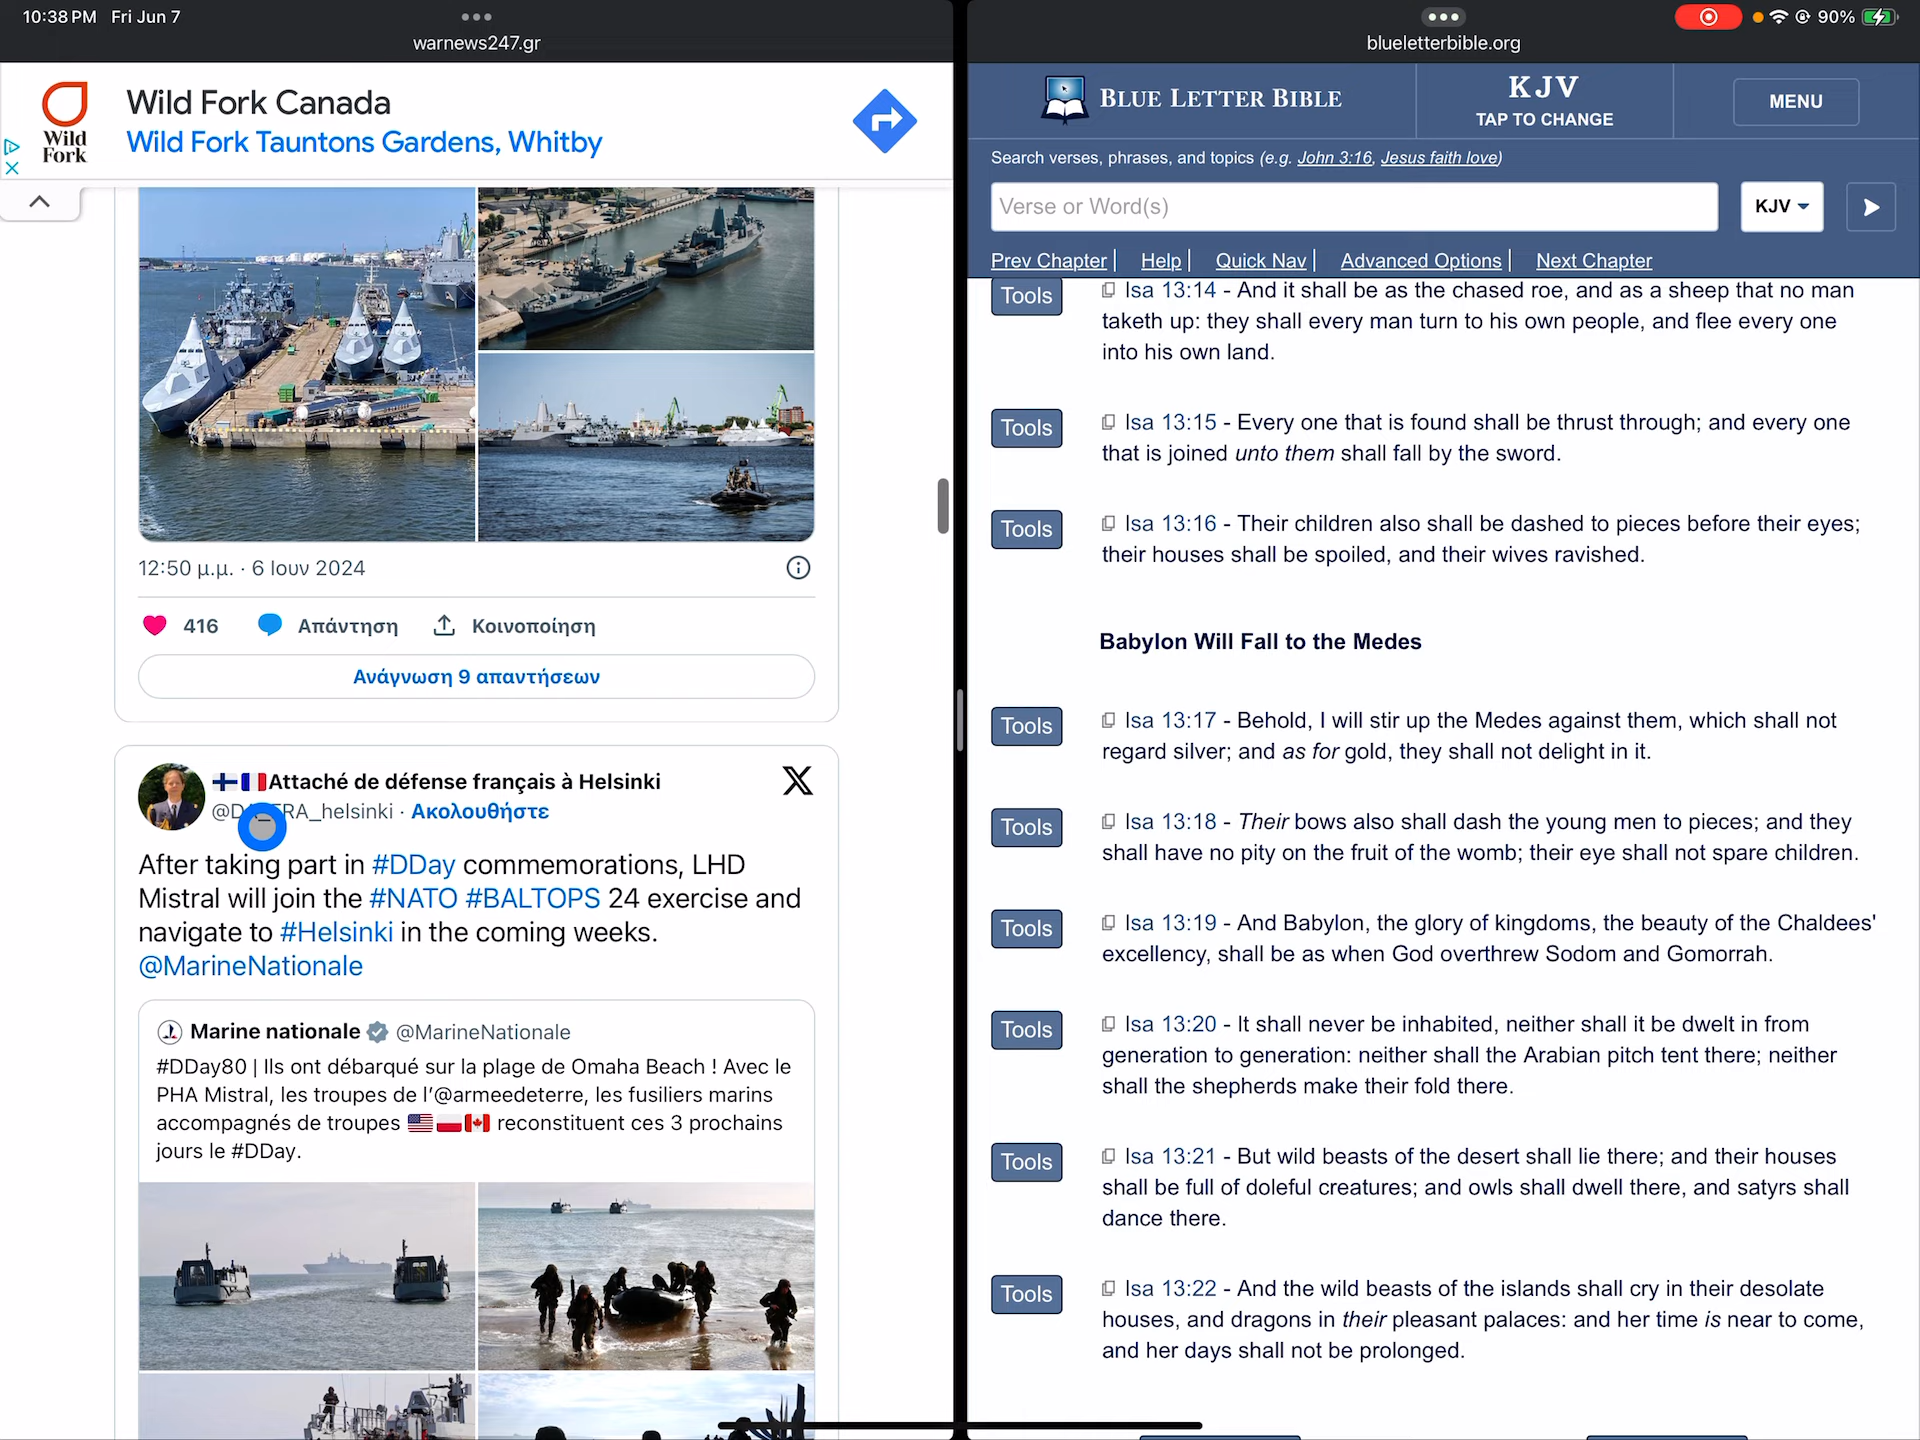 10:38 PM Fri Jun 7
warnews247.gr
Wild Fork Canada
Wild Fork Tauntons Gardens, Whitby
Wild
Fork
12:50 μ.μ. · 6 Ιουν 2024
416 Απάντηση Κοινοποίηση
Ανάγνωση 9 απαντήσεων
Attaché de défense français à Helsinki
RA_helsinki · Ακολουθήστε
After taking part in #DDay commemorations, LHD
Mistral will join the #NATO #BALTOPS 24 exercise and
navigate to #Helsinki in the coming weeks.
@MarineNationale
Marine nationale @MarineNationale
#DDay80 | Ils ont débarqué sur la plage de Omaha Beach ! Avec le
PHA Mistral, les troupes de l'@armeedeterre, les fusiliers marins
accompagnés de troupes reconstituent ces 3 prochains
jours le #DDay.
90%
blueletterbible.org
BLUE LETTER BIBLE
KJV
TAP TO CHANGE
MENU
Search verses, phrases, and topics (e.g. John 3:16, Jesus faith love)
Verse or Word(s)
KJV
Prev Chapter | Help | Quick Nav | Advanced Options | Next Chapter
Tools Isa 13:14 - And it shall be as the chased roe, and as a sheep that no man
taketh up: they shall every man turn to his own people, and flee every one
into his own land.
Tools Isa 13:15 - Every one that is found shall be thrust through; and every one
that is joined unto them shall fall by the sword.
Tools Isa 13:16 - Their children also shall be dashed to pieces before their eyes;
their houses shall be spoiled, and their wives ravished.
Babylon Will Fall to the Medes
Tools Isa 13:17 - Behold, I will stir up the Medes against them, which shall not
regard silver; and as for gold, they shall not delight in it.
Tools Isa 13:18 - Their bows also shall dash the young men to pieces; and they
shall have no pity on the fruit of the womb; their eye shall not spare children.
Tools Isa 13:19 - And Babylon, the glory of kingdoms, the beauty of the Chaldees'
excellency, shall be as when God overthrew Sodom and Gomorrah.
Tools Isa 13:20 - It shall never be inhabited, neither shall it be dwelt in from
generation to generation: neither shall the Arabian pitch tent there; neither
shall the shepherds make their fold there.
Tools Isa 13:21 - But wild beasts of the desert shall lie there; and their houses
shall be full of doleful creatures; and owls shall dwell there, and satyrs shall
dance there.
Tools Isa 13:22 - And the wild beasts of the islands shall cry in their desolate
houses, and dragons in their pleasant palaces: and her time is near to come,
and her days shall not be prolonged.